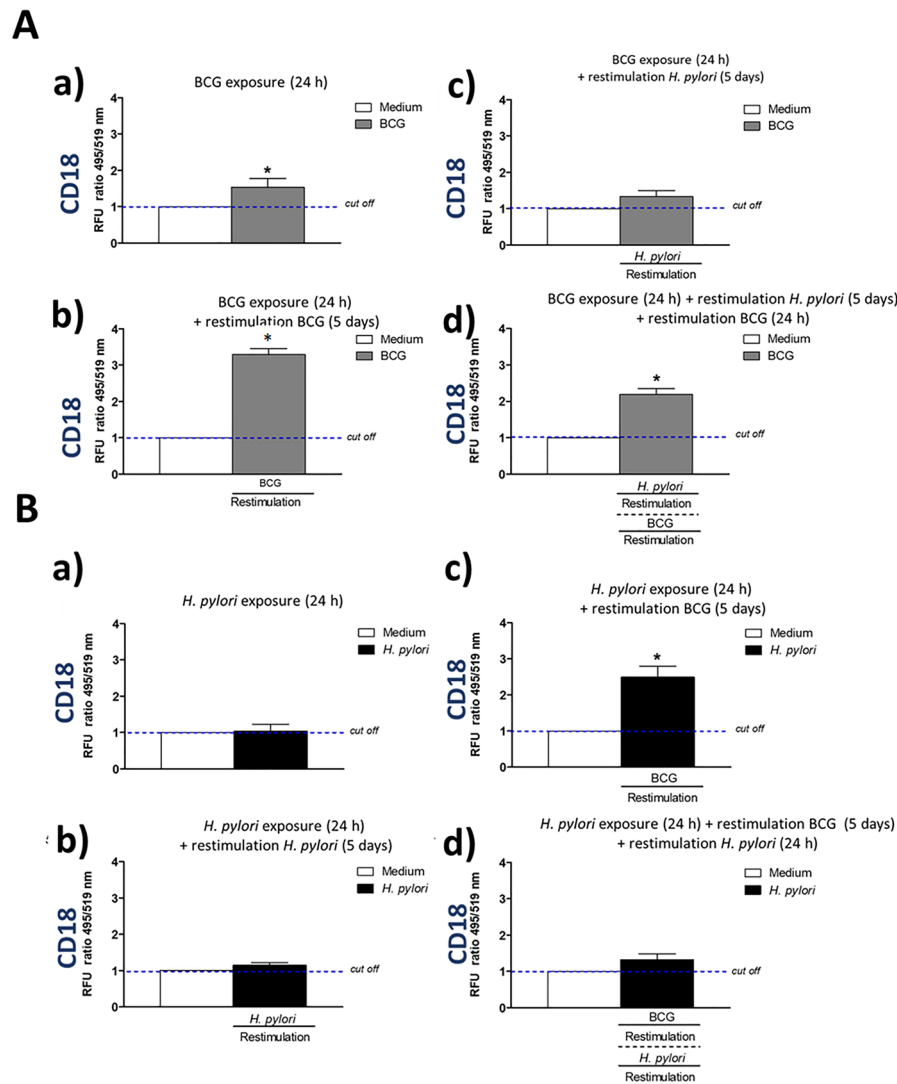 A
a)
BCG exposure (24 h)
CD18
RFU ratio 495/519 nm
4
3
2
1
0
*
Medium
BCG
cut off
c)
BCG exposure (24 h)
+ restimulation H. pylori (5 days)
CD18
RFU ratio 495/519 nm
4
3
2
1
0
Medium
BCG
cut off
H. pylori
Restimulation
b)
BCG exposure (24 h)
+ restimulation BCG (5 days)
CD18
RFU ratio 495/519 nm
4
3
2
1
0
*
Medium
BCG
cut off
BCG
Restimulation
d)
BCG exposure (24 h) + restimulation H. pylori (5 days)
+ restimulation BCG (24 h)
CD18
RFU ratio 495/519 nm
4
3
2
1
0
*
Medium
BCG
cut off
H. pylori
Restimulation
BCG
Restimulation
B
a)
H. pylori exposure (24 h)
CD18
RFU ratio 495/519 nm
4
3
2
1
0
Medium
H. pylori
cut off
c)
H. pylori exposure (24 h)
+ restimulation BCG (5 days)
CD18
RFU ratio 495/519 nm
4
3
2
1
0
*
Medium
H. pylori
cut off
BCG
Restimulation
b)
H. pylori exposure (24 h)
+ restimulation H. pylori (5 days)
CD18
RFU ratio 495/519 nm
4
3
2
1
0
Medium
H. pylori
cut off
H. pylori
Restimulation
d)
H. pylori exposure (24 h) + restimulation BCG (5 days)
+ restimulation H. pylori (24 h)
CD18
RFU ratio 495/519 nm
4
3
2
1
0
Medium
H. pylori
cut off
BCG
Restimulation
H. pylori
Restimulation